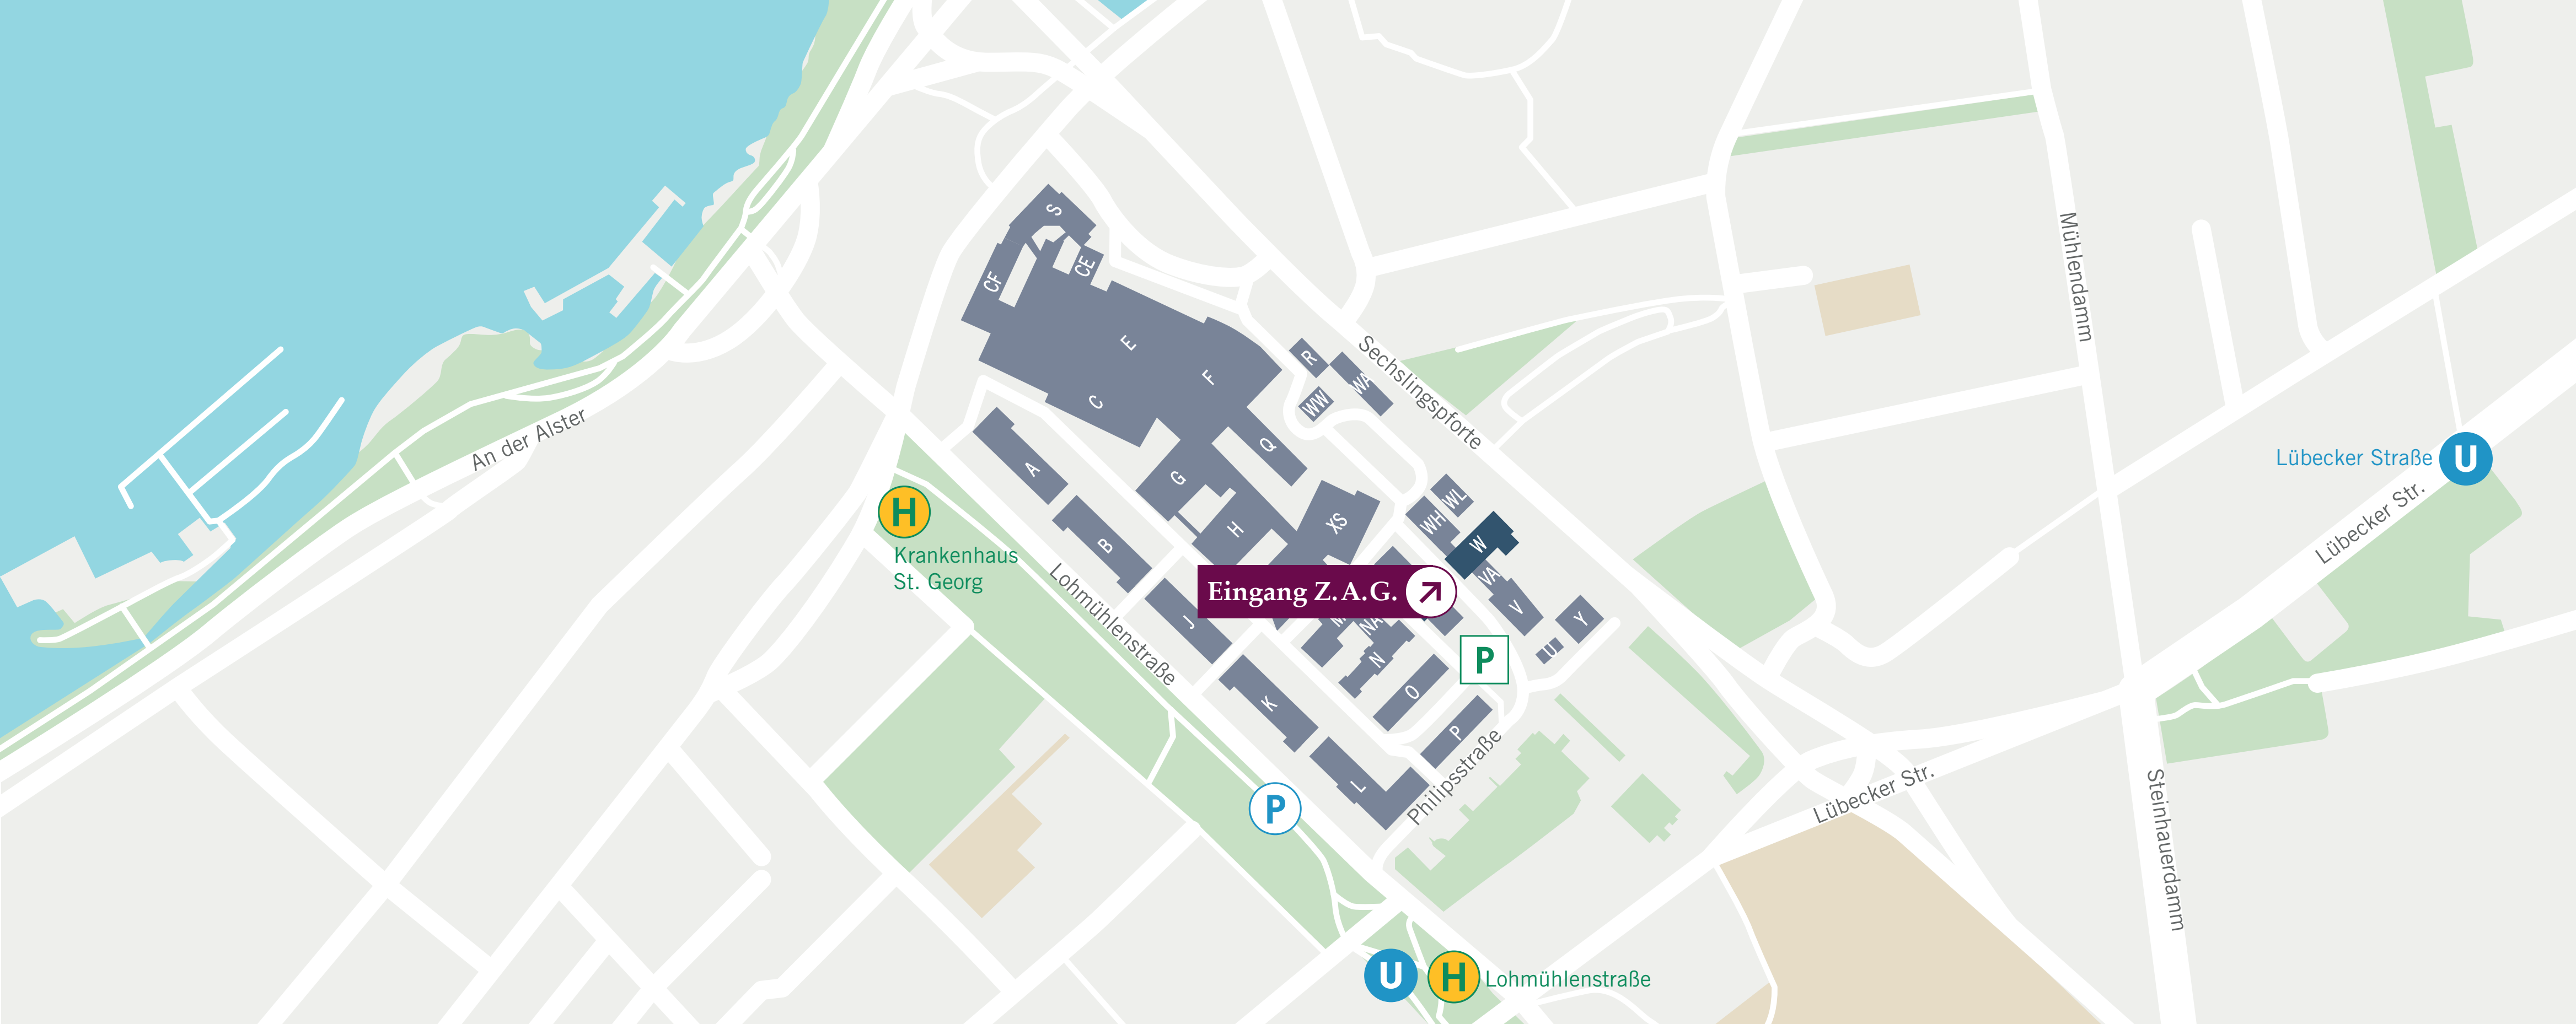 S
CF
CE
E
F
C
R
WA
WW
Sechslingspforte
Mühlendamm
An der Alster
A
Q
G
B
H
XS
WL
WH
W
VA
V
Y
U
H
Krankenhaus
St. Georg
Lohmühlenstraße
Eingang Z.A.G.
J
M
NA
N
O
P
P
K
L
Philipsstraße
P
Lübecker Straße
U
Lübecker Str.
Lübecker Str.
Steinhauerdamm
U
H
Lohmühlenstraße